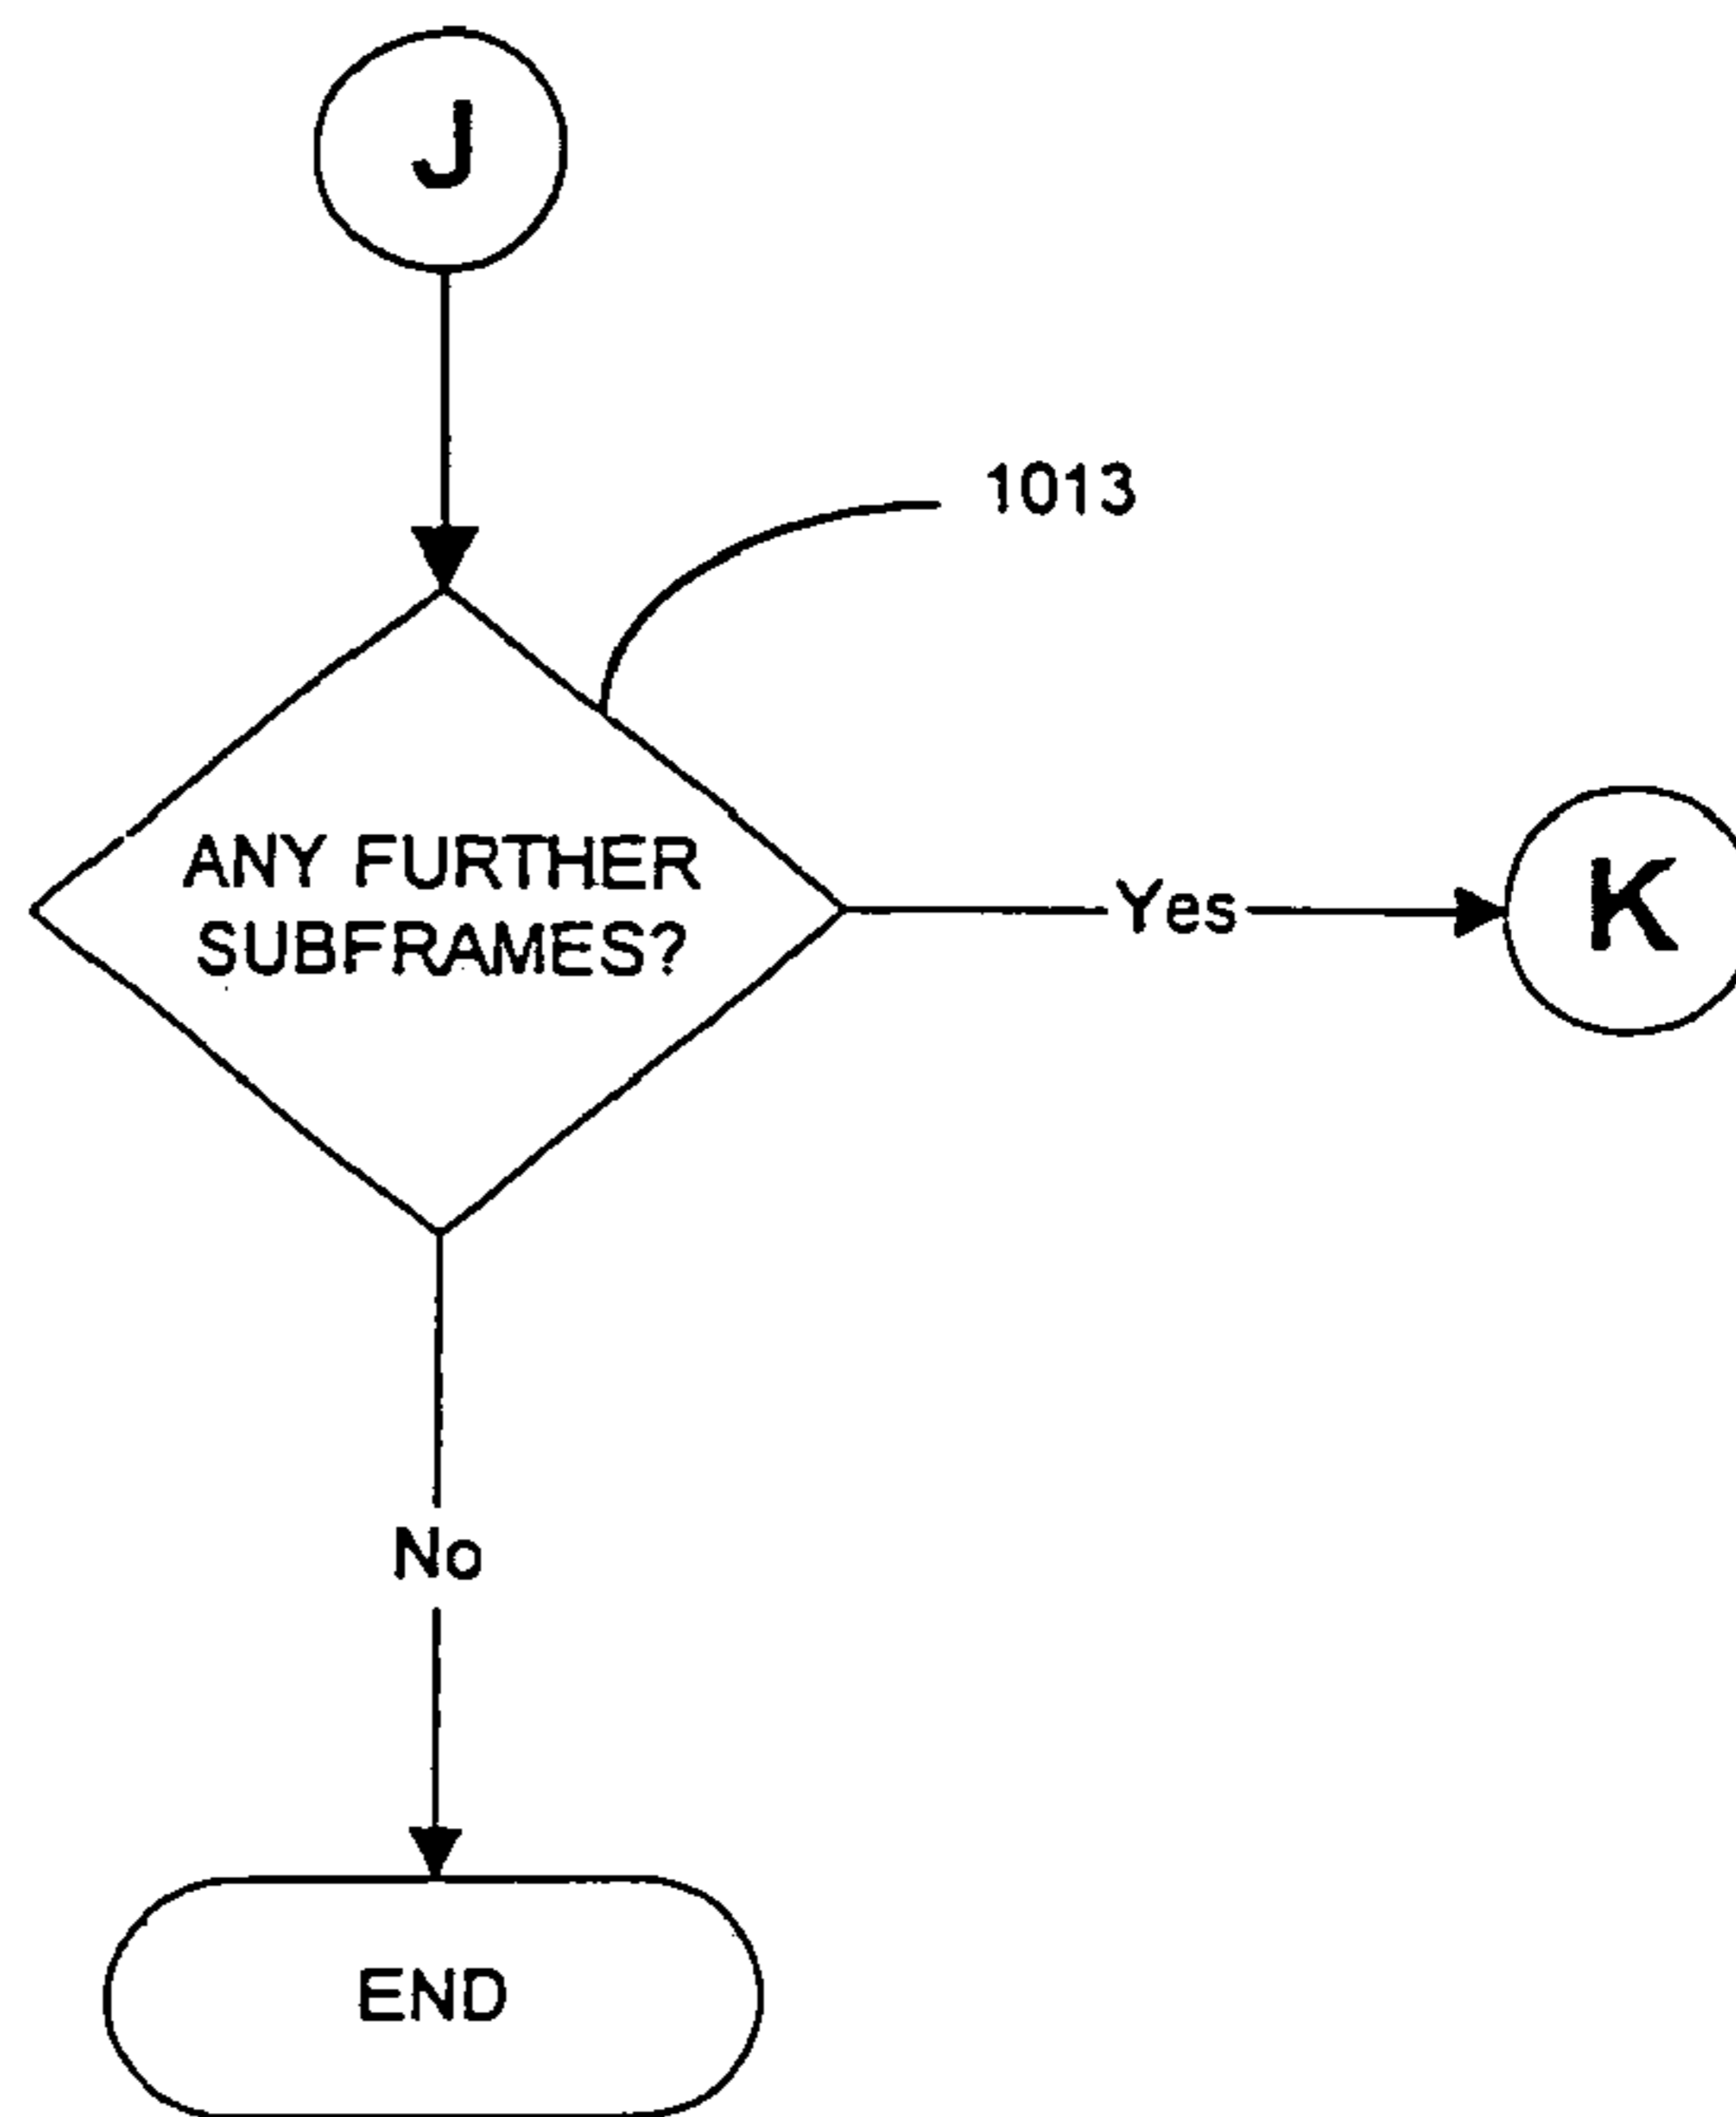 J
1013
ANY FURTHER
SUBFRAMES?
Yes
K
No
END